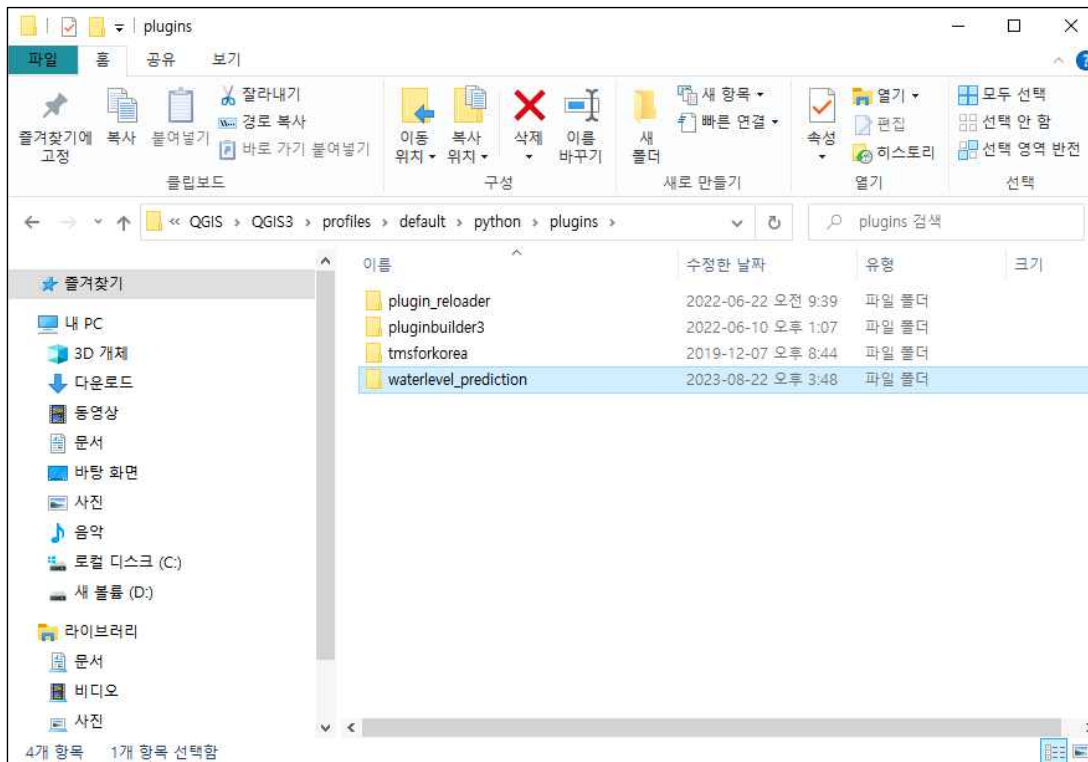 plugins
파일 홈 공유 보기
즐겨찾기에 고정
복사
붙여넣기
잘라내기
경로 복사
바로 가기 붙여넣기
클립보드
이동 위치
복사 위치
삭제
이름 바꾸기
구성
새 폴더
새 항목
빠른 연결
새로 만들기
속성
열기
편집
히스토리
열기
모두 선택
선택 안 함
선택 영역 반전
선택
« QGIS > QGIS3 > profiles > default > python > plugins >
plugins 검색
이름 수정한 날짜 유형 크기
plugin_reloader 2022-06-22 오전 9:39 파일 폴더
pluginbuilder3 2022-06-10 오후 1:07 파일 폴더
tmsforkorea 2019-12-07 오후 8:44 파일 폴더
waterlevel_prediction 2023-08-22 오후 3:48 파일 폴더
즐겨찾기
내 PC
3D 개체
다운로드
동영상
문서
바탕 화면
사진
음악
로컬 디스크 (C:)
새 볼륨 (D:)
라이브러리
문서
비디오
사진
4개 항목 1개 항목 선택함